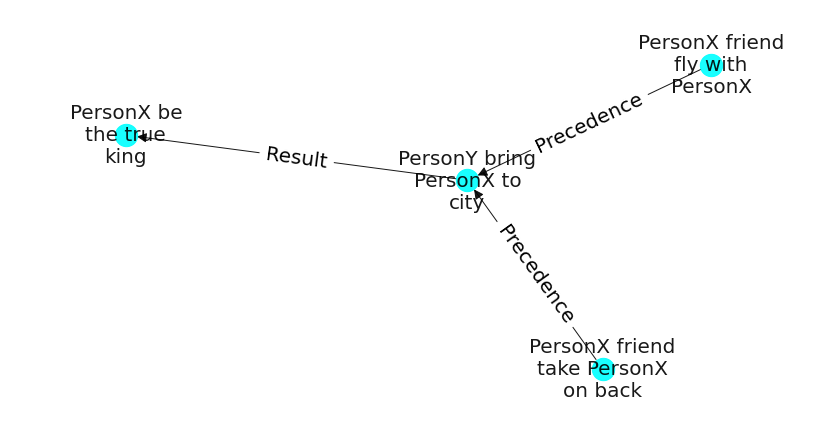 PersonX friend
fly with
PersonX
Precedence
PersonX be
the true
king
Result
PersonY bring
PersonX to
city
Precedence
PersonX friend
take PersonX
on back